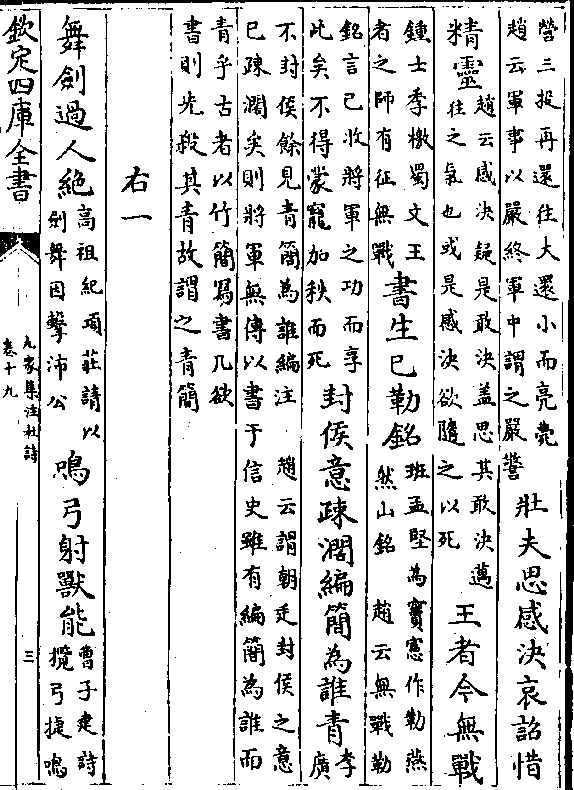 營三投再還往大還小而亮薨
趙云軍事以嚴終軍中謂之嚴警
壯夫思感決哀詔惜
精靈
趙云感決疑是敢決蓋思其敢決邁
往之氣也或是感決欲隨之以死
王者今無戰
鍾士季檄蜀文王
者之師有征無戰
書生已勒銘
班孟堅為竇憲作勒燕
然山銘　趙云無戰勒
銘言已收將軍之功而享
此矣不得蒙寵加秩而死
封侯意疎濶編簡為誰青
李
廣
不封侯餘見青簡為誰編注　趙云謂朝廷封侯之意
已疎濶矣則將軍無傳以書于信史雖有編簡為誰而
青乎古者以竹簡寫書凡欲
書則先殺其青故謂之青簡
右一
舞劍過人絶
高祖紀項莊請以
劍舞因擊沛公
鳴弓射獸能
曹子建詩
攬弓捷鳴
欽定四庫全書
九家集注杜詩
卷十九
三